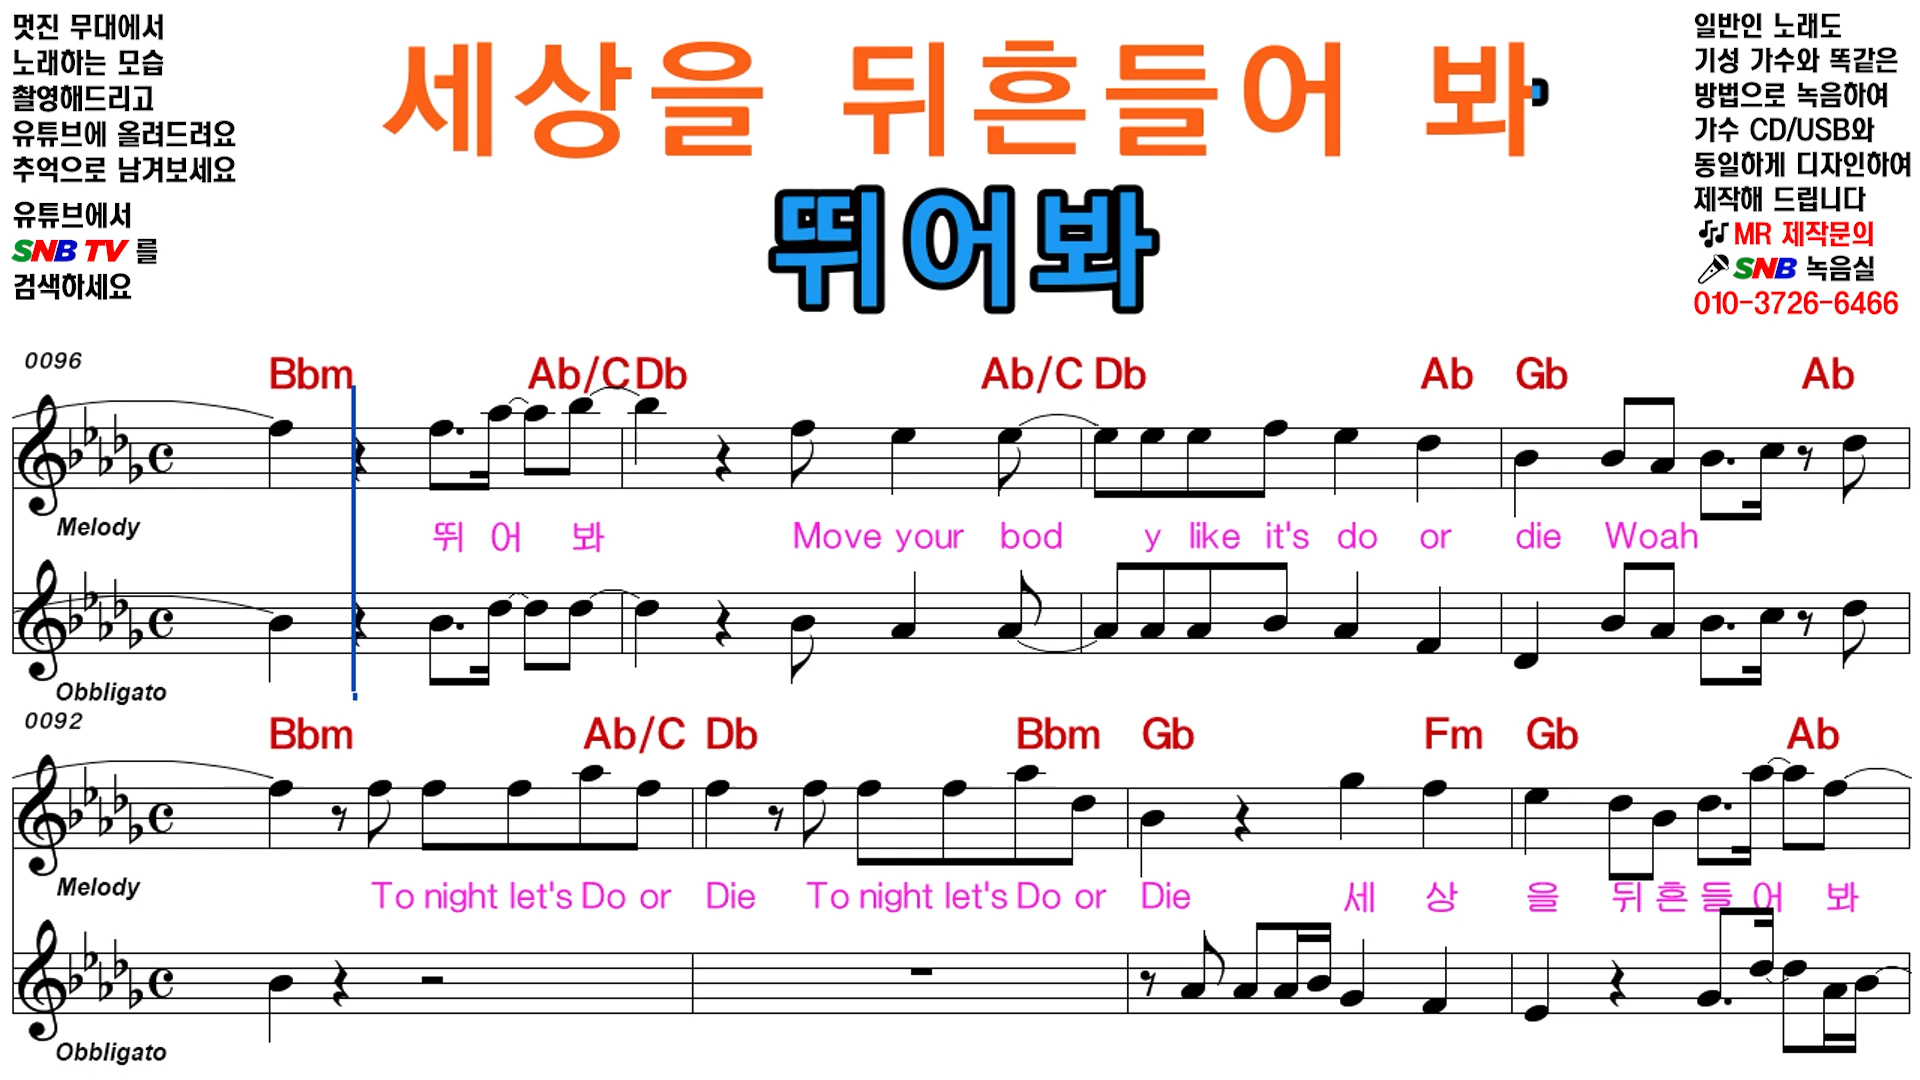 멋진 무대에서
노래하는 모습
촬영해드리고
유튜브에 올려드려요
추억으로 남겨보세요
유튜브에서
SNB TV 를
검색하세요
세상을 뒤흔들어 봐
뛰어봐
일반인 노래도
기성 가수와 똑같은
방법으로 녹음하여
가수 CD/USB와
동일하게 디자인하여
제작해 드립니다
MR 제작문의
SNB 녹음실
010-3726-6466
0096
Bbm Ab/C Db Ab/C Db Ab Gb Ab
Melody
뛰 어 봐 Move your bod y like it's do or die Woah
Obbligato
0092
Bbm Ab/C Db Bbm Gb Fm Gb Ab
Melody
To night let's Do or Die To night let's Do or Die 세 상 을 뒤 흔 들 어 봐
Obbligato